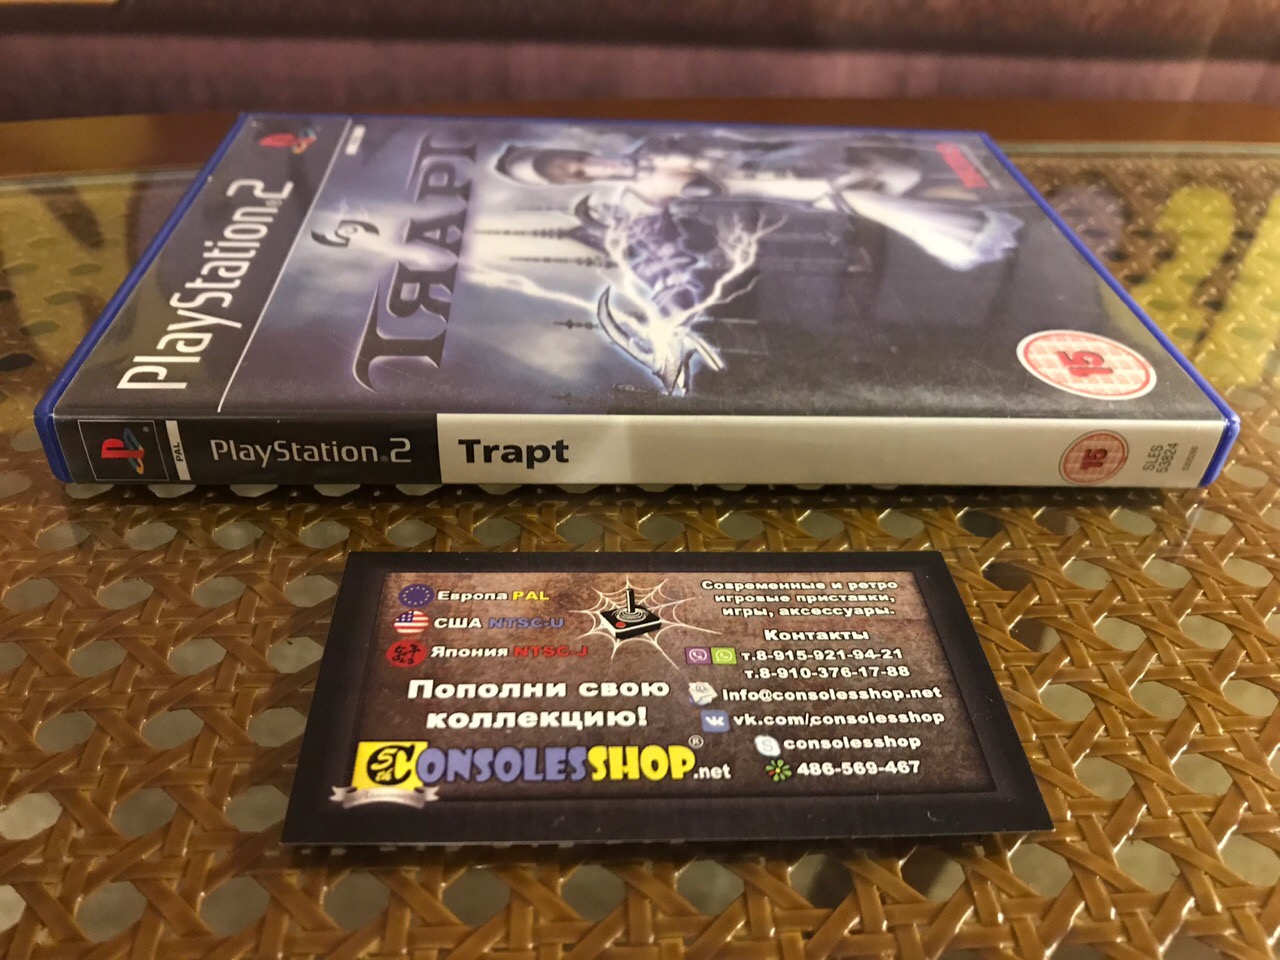 PlayStation®2
TRAPT
15
PAL
PlayStation®2
Trapt
15
SLES
53824
Европа PAL
США NTSC-U
Япония NTSC-J
Пополни свою
коллекцию!
CONSOLESSHOP®.net
Современные и ретро
игровые приставки,
игры, аксессуары.
Контакты
т.8-915-921-94-21
т.8-910-376-17-88
info@consolesshop.net
vk.com/consolesshop
consolesshop
486-569-467